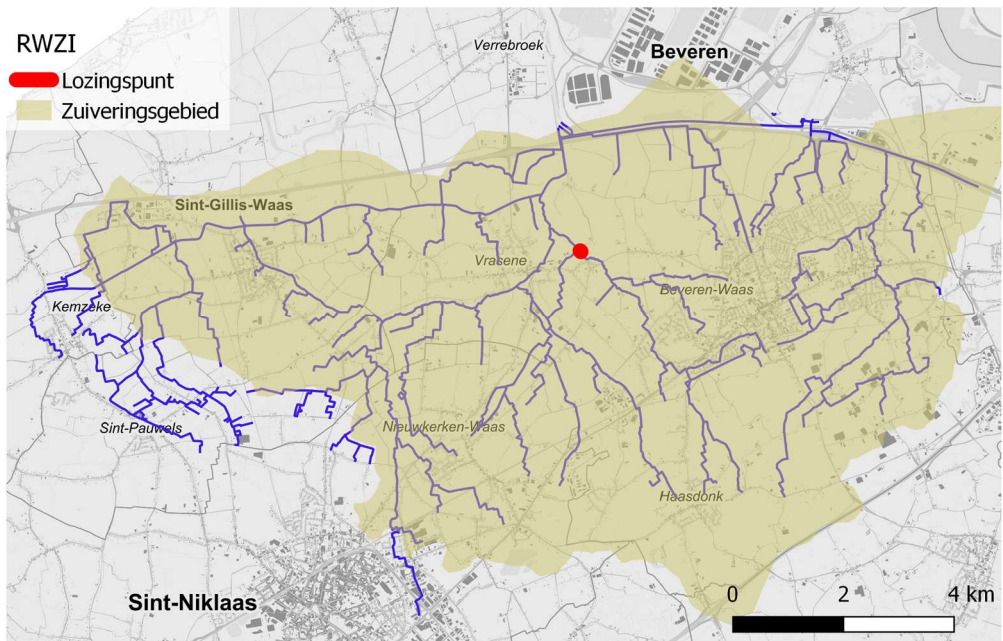 RWZI
Lozingspunt
Zuiveringsgebied
Verrebroek
Beveren
Sint-Gillis-Waas
Vrasene
Beveren-Waas
Kemzeke
Sint-Pauwels
Nieuwkerken-Waas
Haasdonk
Sint-Niklaas
0 2 4 km